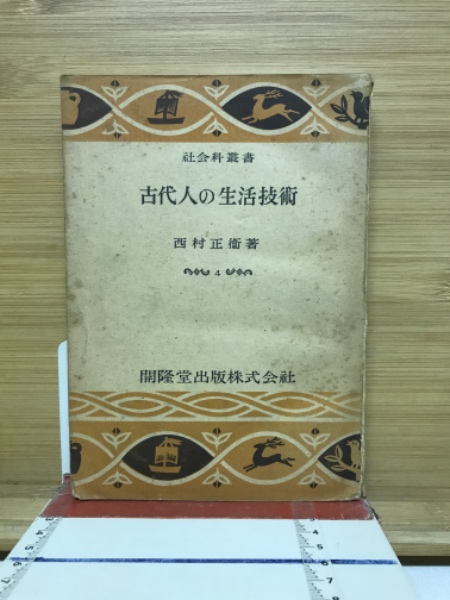 社会科叢書
古代人の生活技術
西村正衞著
4
開隆堂出版株式会社